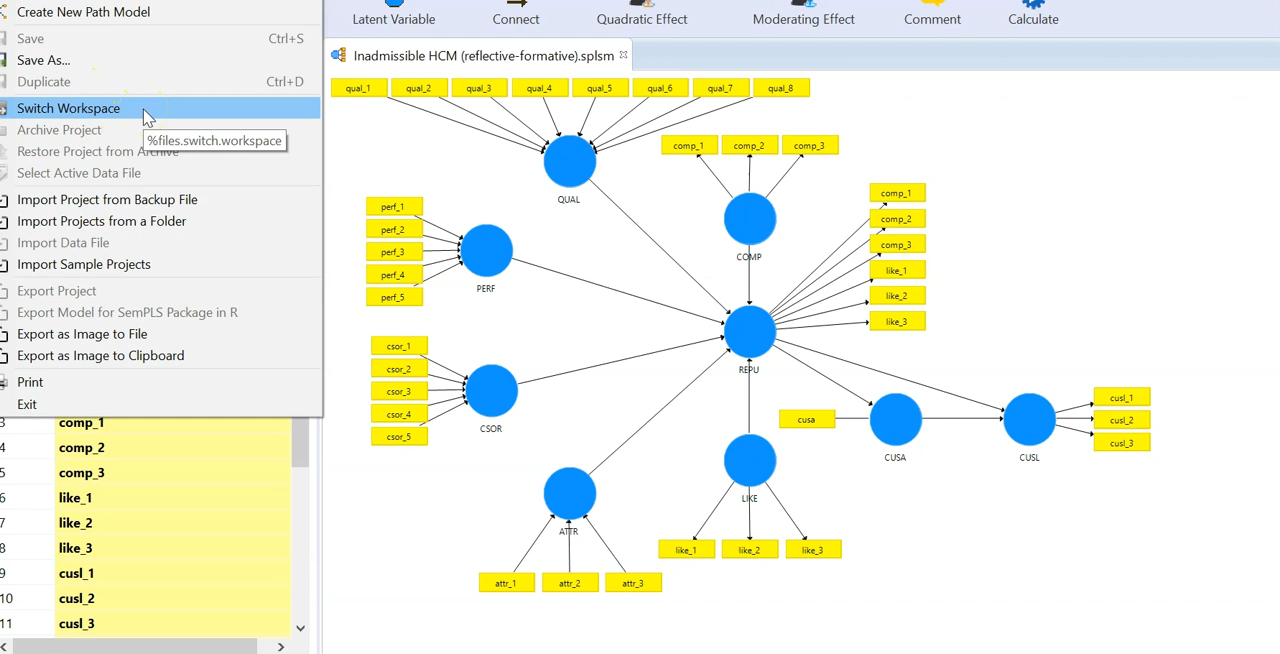 Create New Path Model
Save Ctrl+S
Save As...
Duplicate Ctrl+D
Switch Workspace
Archive Project
%files.switch.workspace
Restore Project from Archive
Select Active Data File
Import Project from Backup File
Import Projects from a Folder
Import Data File
Import Sample Projects
Export Project
Export Model for SemPLS Package in R
Export as Image to File
Export as Image to Clipboard
Print
Exit
3 comp_1
4 comp_2
5 comp_3
6 like_1
7 like_2
8 like_3
9 cusl_1
10 cusl_2
11 cusl_3
Latent Variable Connect Quadratic Effect Moderating Effect Comment Calculate
Inadmissible HCM (reflective-formative).splsm
qual_1 qual_2 qual_3 qual_4 qual_5 qual_6 qual_7 qual_8
QUAL
comp_1 comp_2 comp_3
COMP
perf_1
perf_2
perf_3
perf_4
perf_5
PERF
comp_1
comp_2
comp_3
like_1
like_2
like_3
REPU
csor_1
csor_2
csor_3
csor_4
csor_5
CSOR
cusa
CUSA
CUSL
cusl_1
cusl_2
cusl_3
LIKE
like_1 like_2 like_3
ATTR
attr_1 attr_2 attr_3